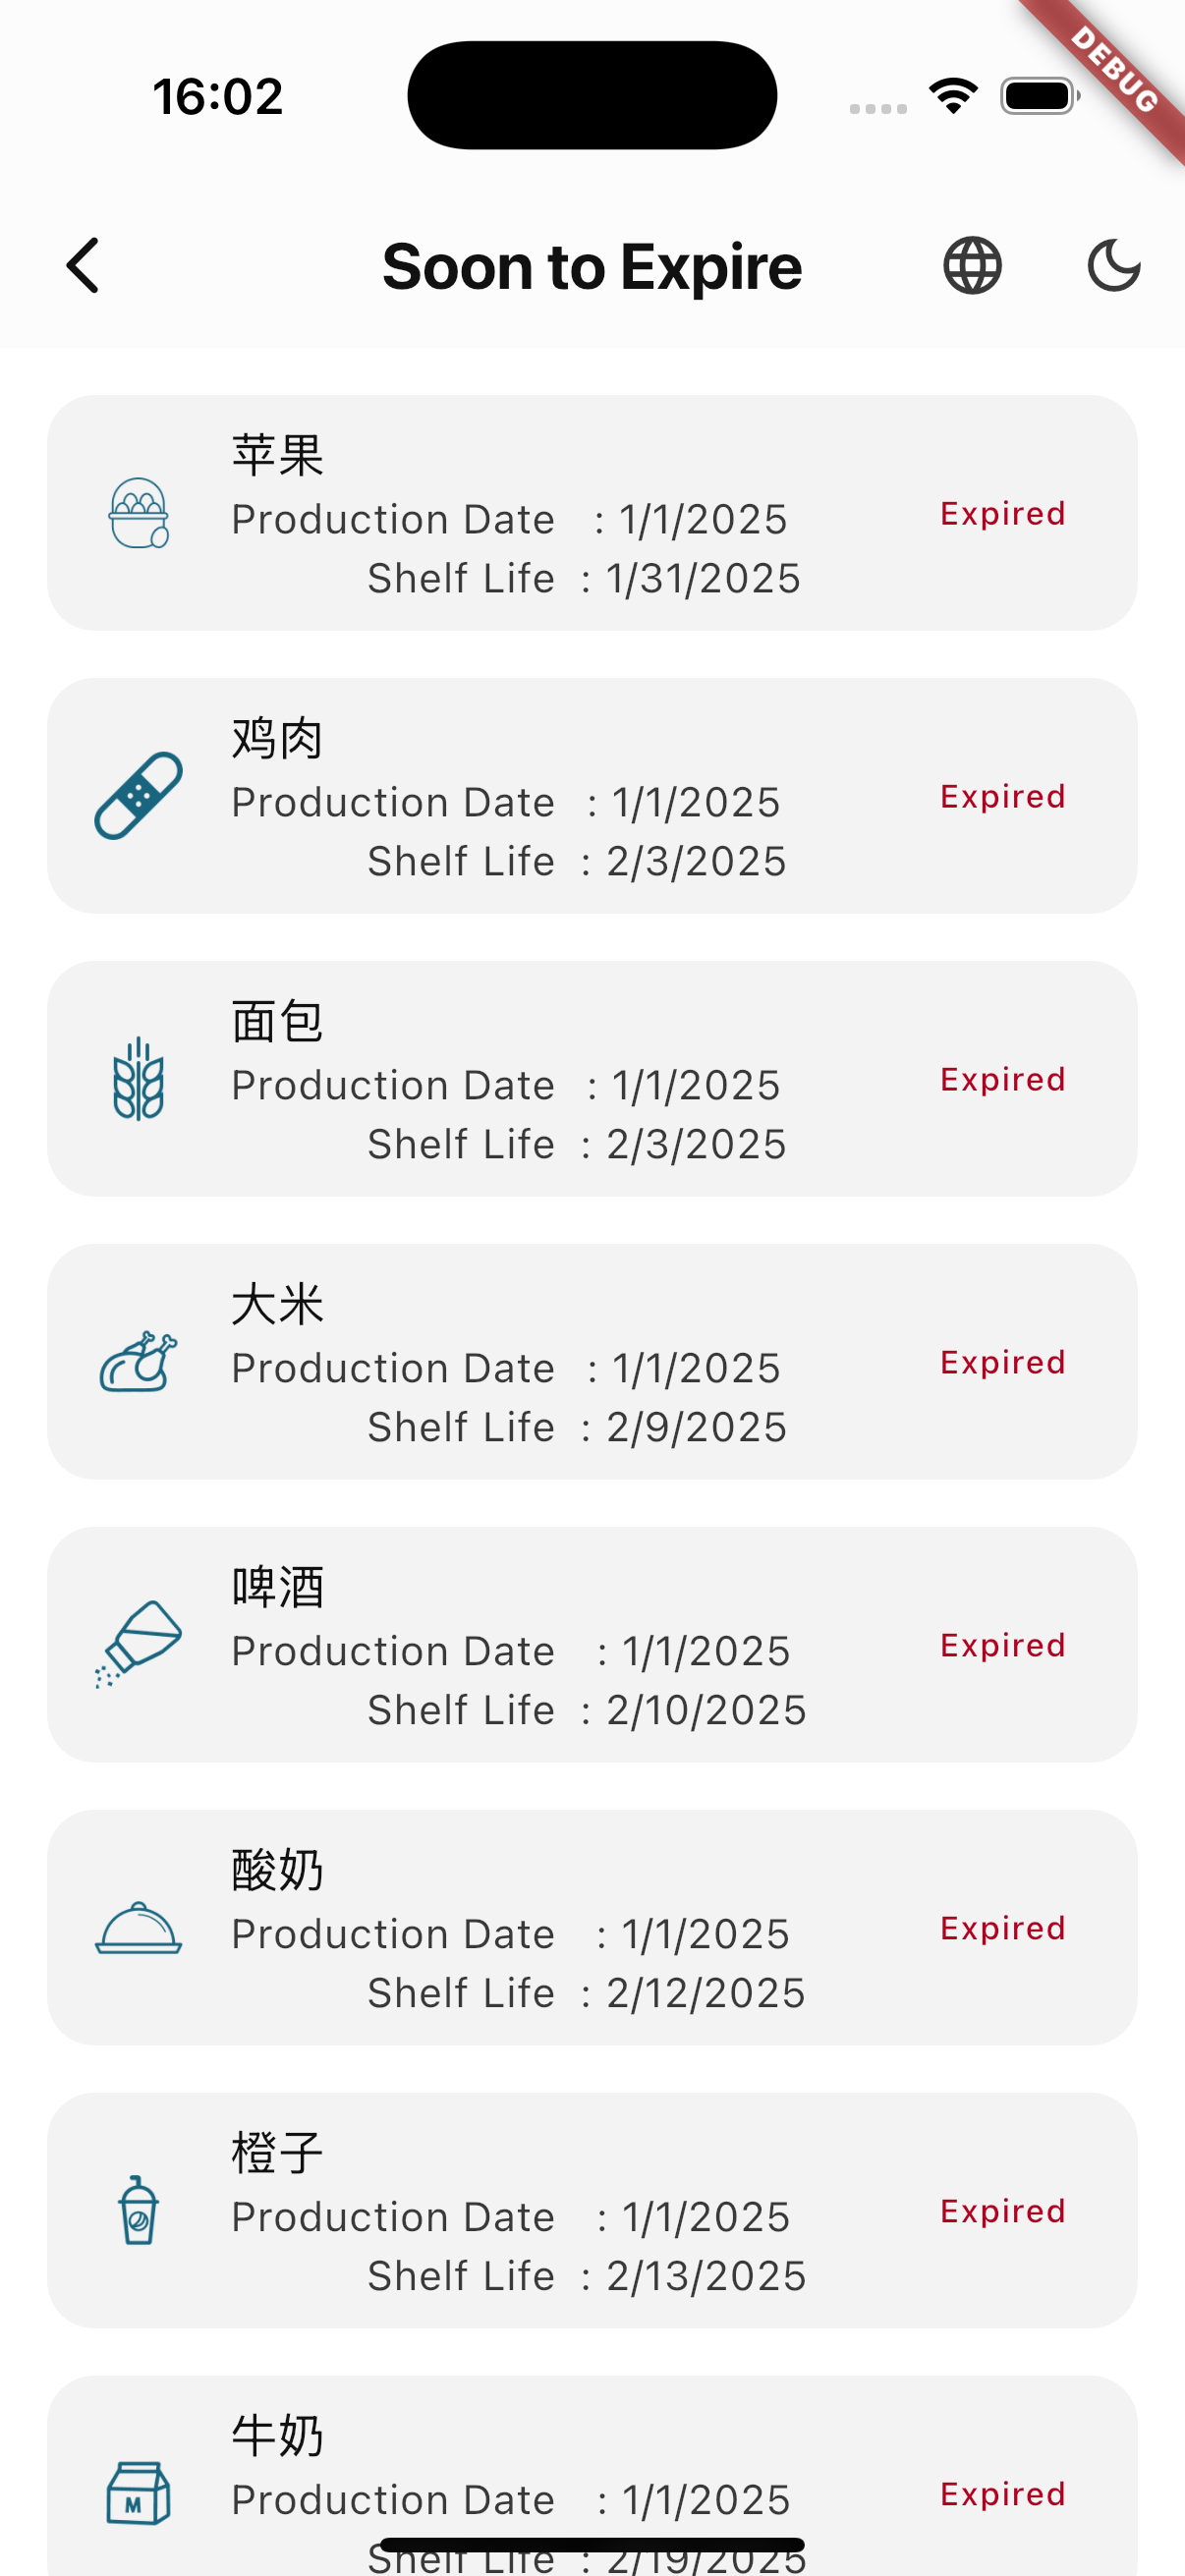 16:02
DEBUG
Soon to Expire
苹果
Production Date : 1/1/2025
Expired
Shelf Life : 1/31/2025
鸡肉
Production Date : 1/1/2025
Expired
Shelf Life : 2/3/2025
面包
Production Date : 1/1/2025
Expired
Shelf Life : 2/3/2025
大米
Production Date : 1/1/2025
Expired
Shelf Life : 2/9/2025
啤酒
Production Date : 1/1/2025
Expired
Shelf Life : 2/10/2025
酸奶
Production Date : 1/1/2025
Expired
Shelf Life : 2/12/2025
橙子
Production Date : 1/1/2025
Expired
Shelf Life : 2/13/2025
牛奶
M
Production Date : 1/1/2025
Expired
Shelf Life : 2/19/2025